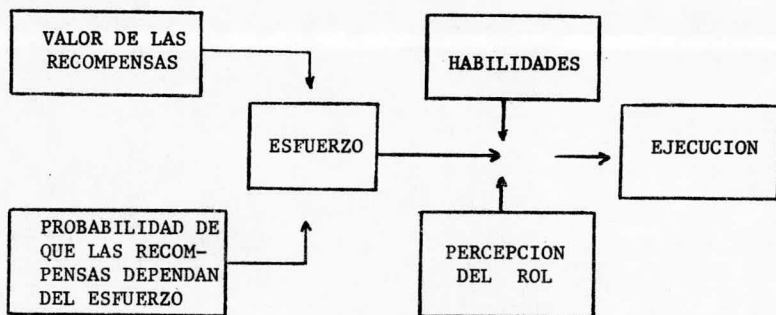 VALOR DE LAS
RECOMPENSAS
HABILIDADES
ESFUERZO
EJECUCION
PROBABILIDAD DE
QUE LAS RECOM-
PENSAS DEPENDAN
DEL ESFUERZO
PERCEPCION
DEL ROL